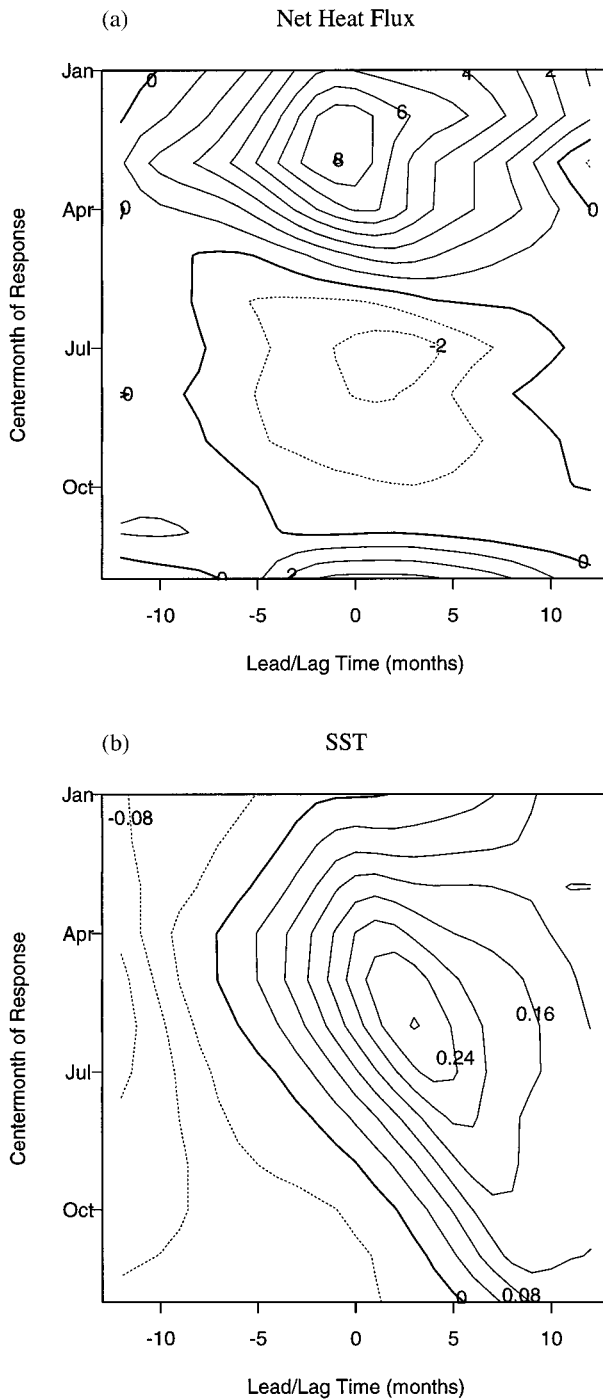 (a) Net Heat Flux
Jan
Apr
Jul
Oct
Centermonth of Response
0 4 2
6
8
0 0
-2
0
0 2 0
-10 -5 0 5 10
Lead/Lag Time (months)
(b) SST
Jan
Apr
Jul
Oct
Centermonth of Response
-0.08
0.16
0.24
0 0.08
-10 -5 0 5 10
Lead/Lag Time (months)